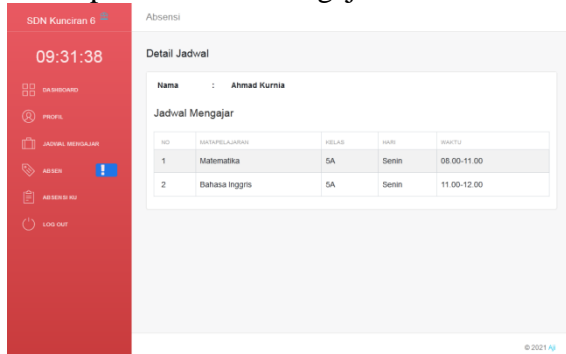 SDN Kunciran 6
Absensi
09:31:38
DASHBOARD
PROFIL
JADWAL MENGAJAR
ABSEN !
ABSENSI KU
LOG OUT
Detail Jadwal
Nama : Ahmad Kurnia
Jadwal Mengajar
NO MATAPELAJARAN KELAS HARI WAKTU
1 Matematika 5A Senin 08.00-11.00
2 Bahasa Inggris 5A Senin 11.00-12.00
© 2021 Aji